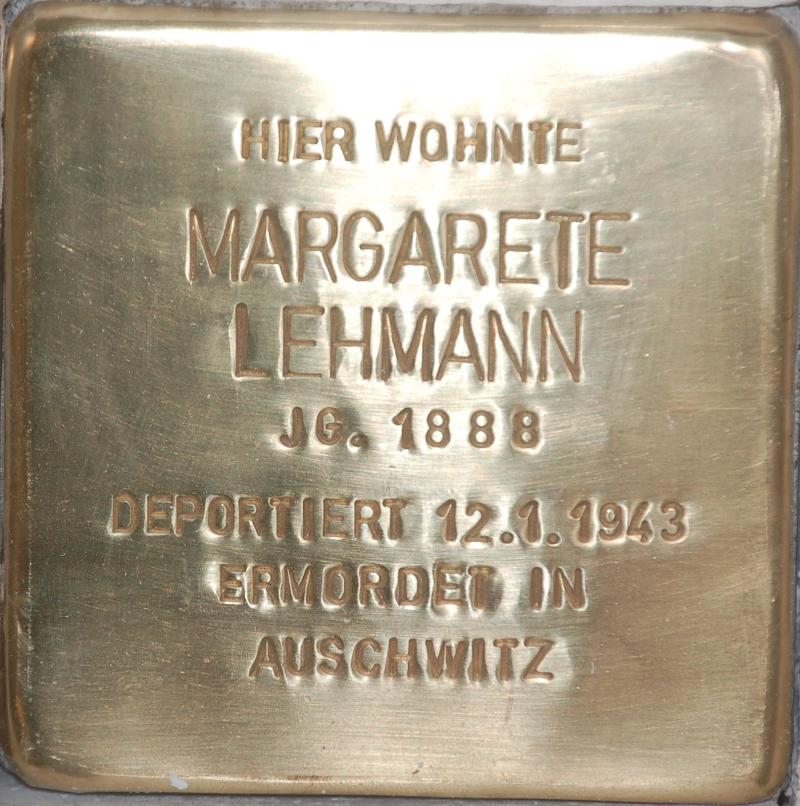 HIER WOHNTE
MARGARETE
LEHMANN
JG. 1888
DEPORTIERT 12.1.1943
ERMORDET IN
AUSCHWITZ